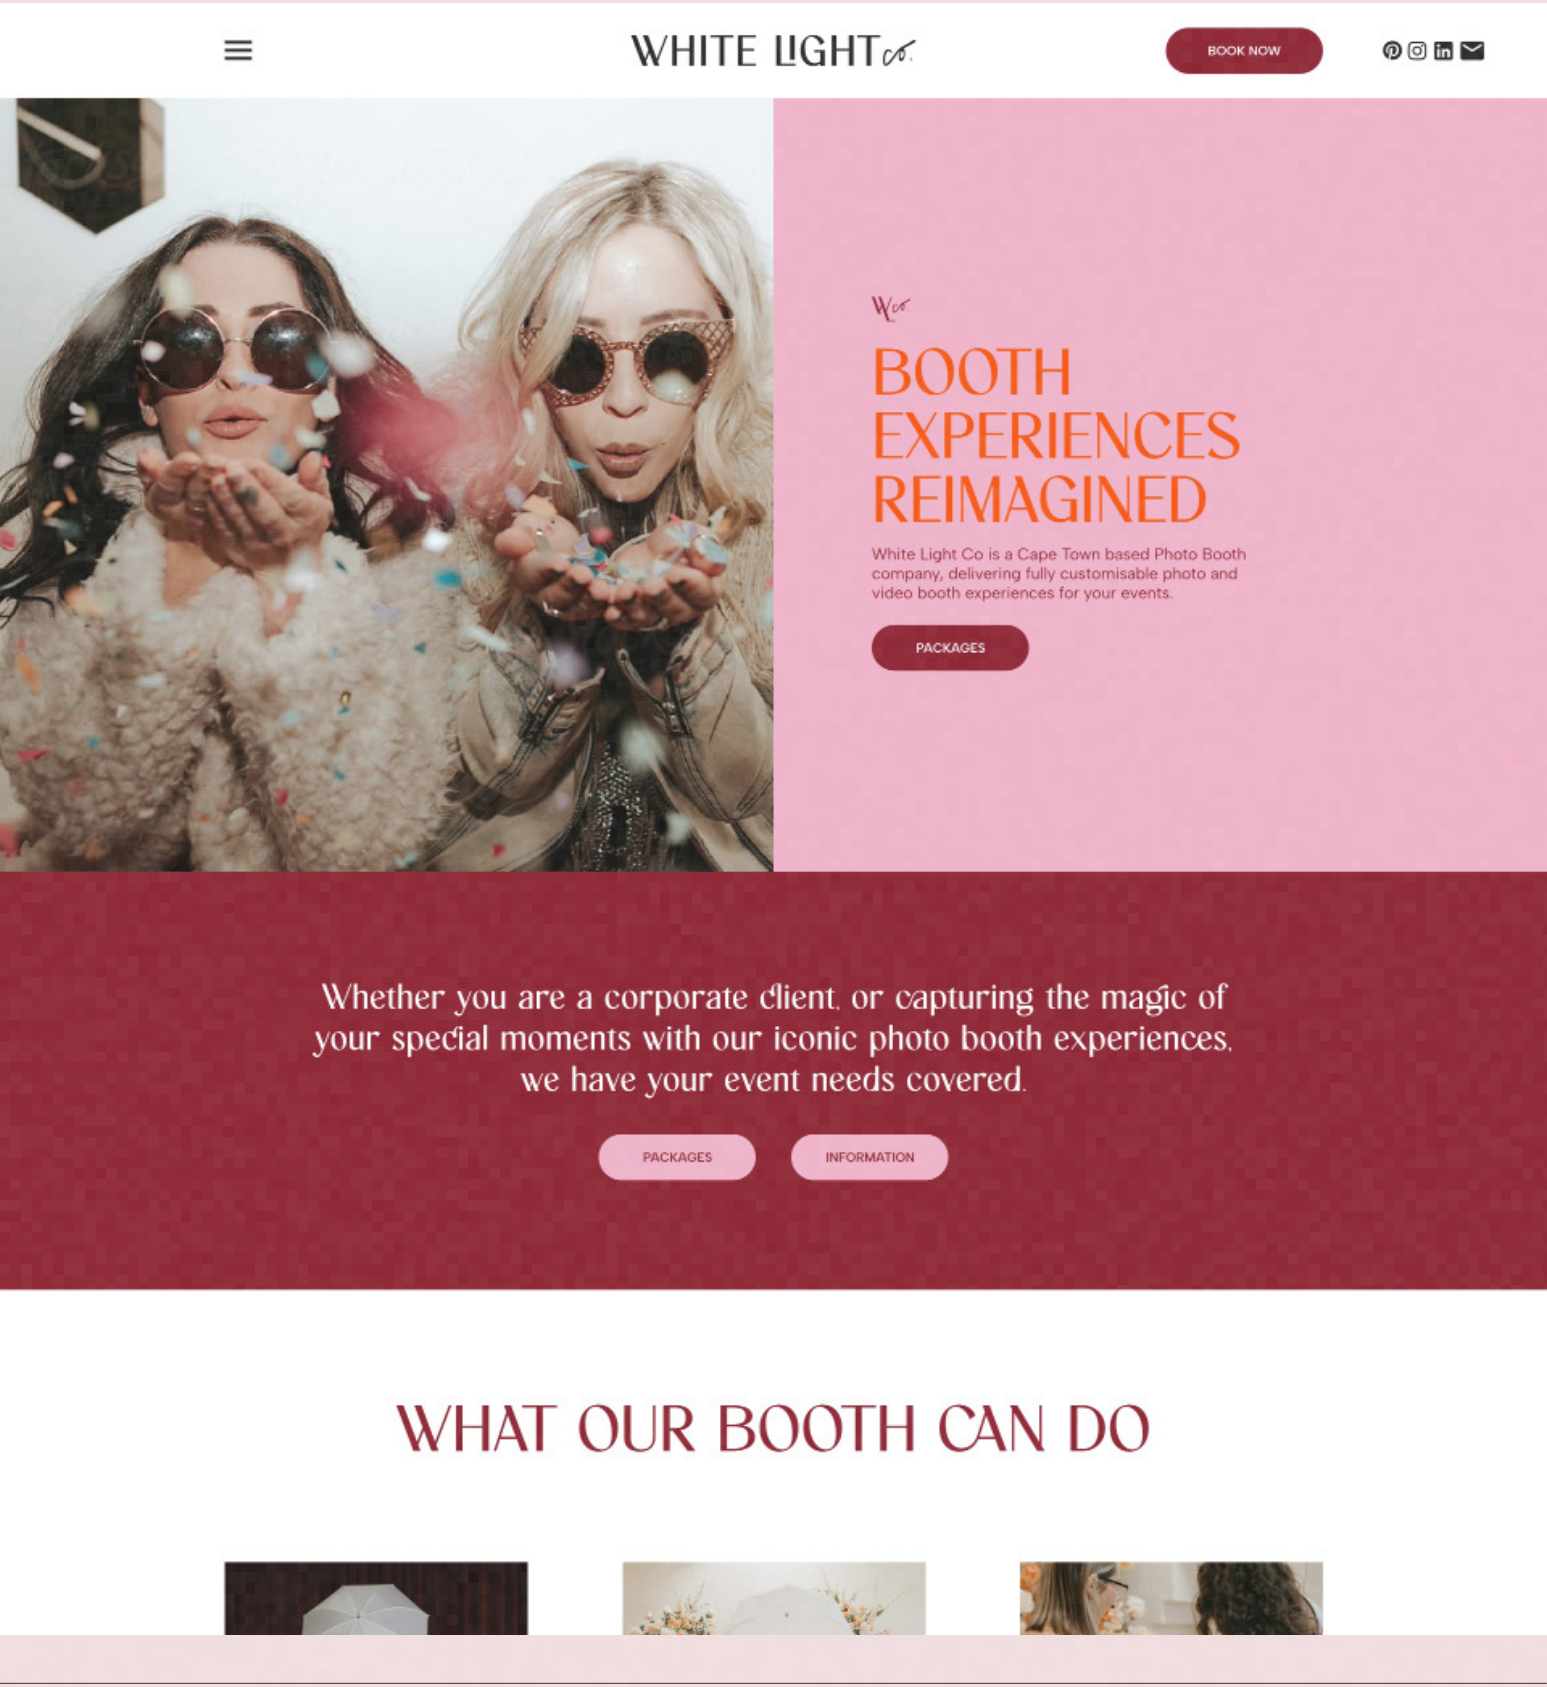 WHITE LIGHT co.
BOOK NOW
W co.
BOOTH
EXPERIENCES
REIMAGINED
White Light Co is a Cape Town based Photo Booth
company, delivering fully customisable photo and
video booth experiences for your events.
PACKAGES
Whether you are a corporate client, or capturing the magic of
your special moments with our iconic photo booth experiences,
we have your event needs covered.
PACKAGES
INFORMATION
WHAT OUR BOOTH CAN DO